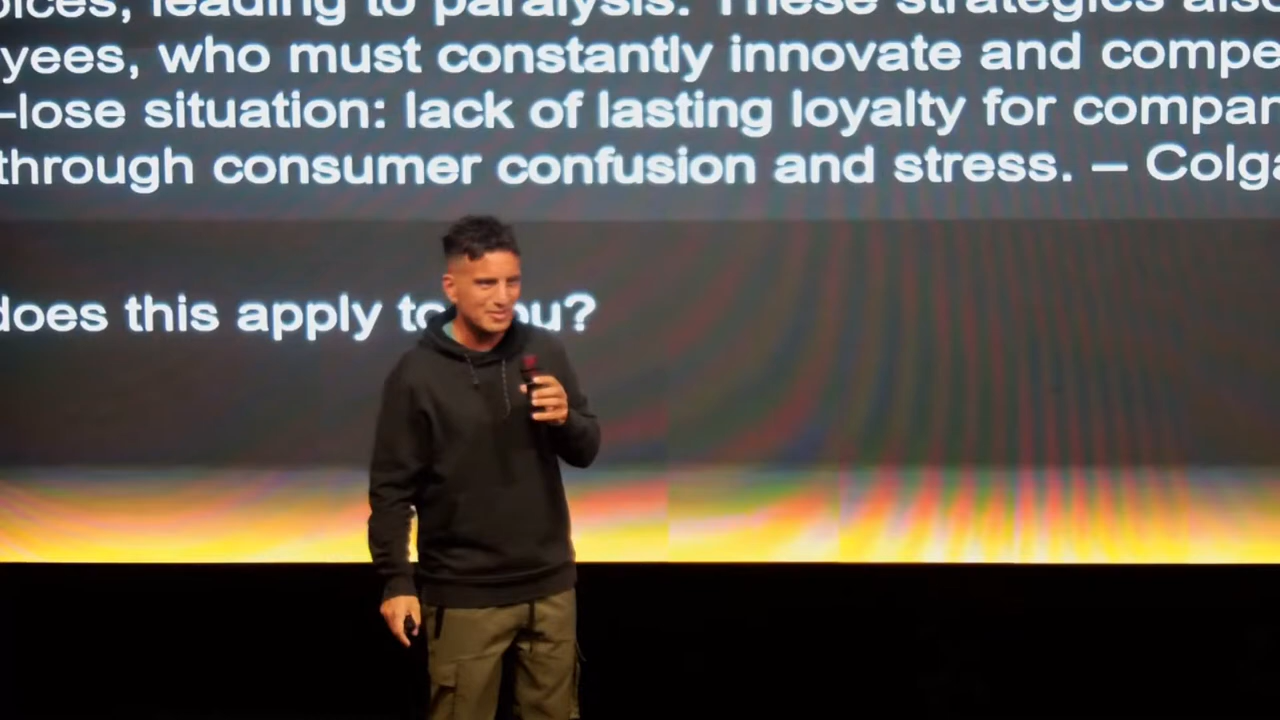 leading to paralysis. These strategies also
yees, who must constantly innovate and compe
-lose situation: lack of lasting loyalty for compan
through consumer confusion and stress. – Colga
does this apply to you?